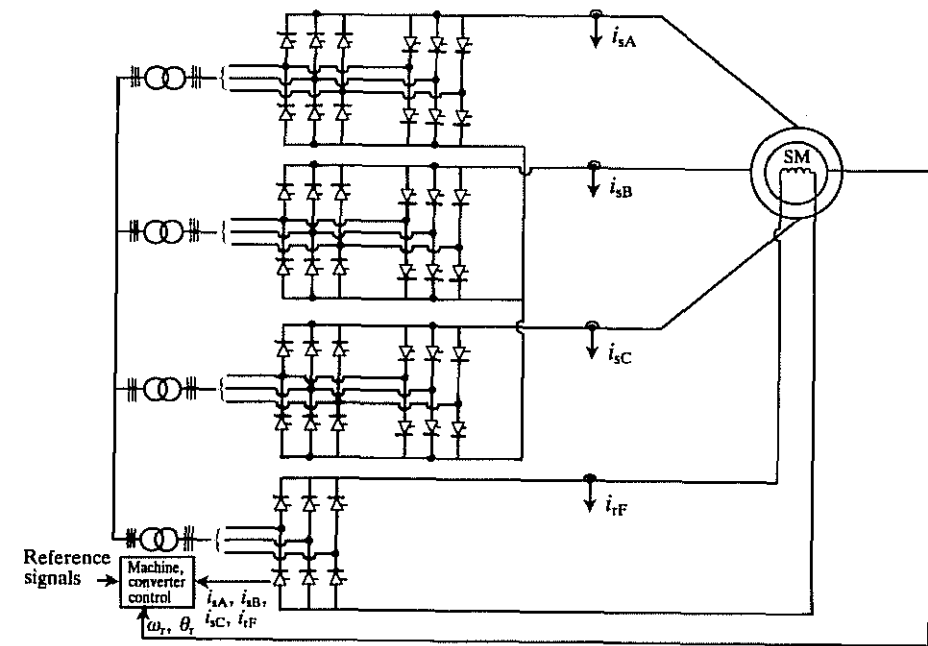 i_sA
SM
i_sB
i_sC
i_rF
Reference
signals
Machine,
converter
control
i_sA, i_sB,
i_sC, i_rF
ω_r, θ_r